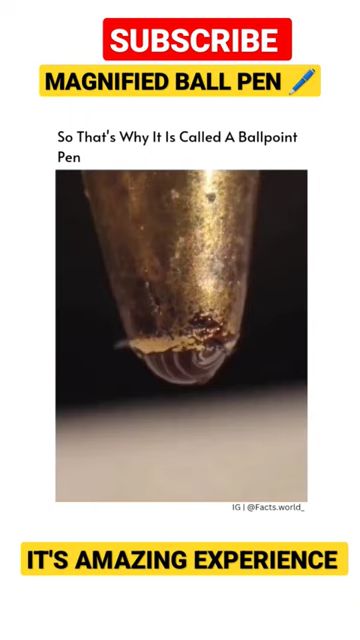 SUBSCRIBE
MAGNIFIED BALL PEN 🖊️
So That's Why It Is Called A Ballpoint
Pen
IG | @Facts.world_
IT'S AMAZING EXPERIENCE